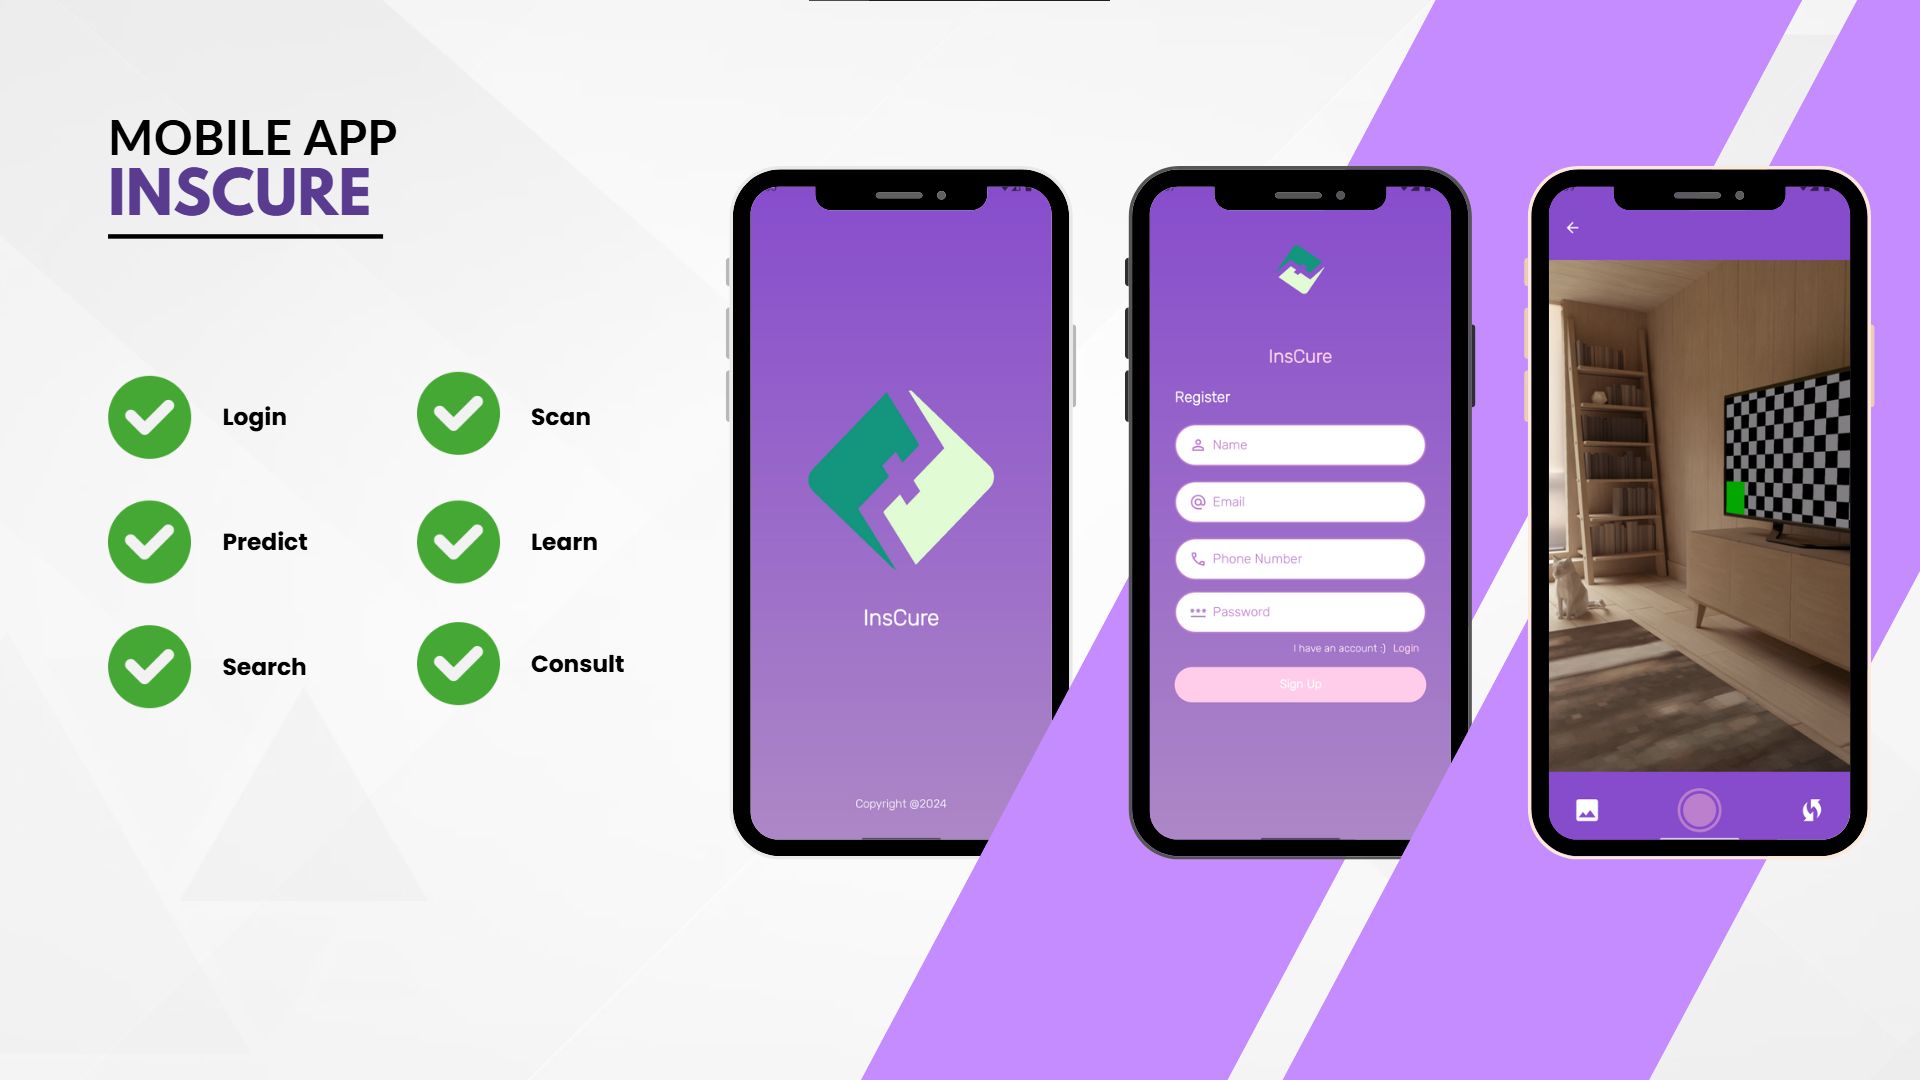 MOBILE APP
INSCURE
Login
Scan
Predict
Learn
Search
Consult
InsCure
Copyright @2024
InsCure
Register
Name
Email
Phone Number
Password
I have an account :) Login
Sign Up